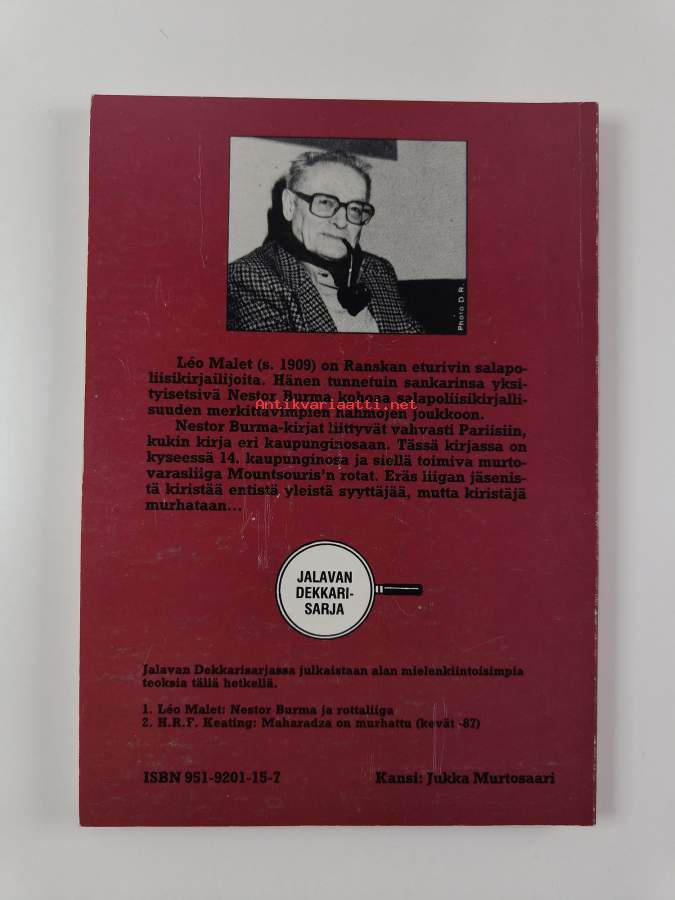 Photo D.R.
Léo Malet (s. 1909) on Ranskan eturivin salapo-
liisikirjailijoita. Hänen tunnetuin sankarinsa yksi-
tyisetsivä Nestor Burma kohoaa salapoliisikirjalli-
Antikvariaatti.net
suuden merkittävimpien hahmojen joukkoon.
Nestor Burma-kirjat liittyvät vahvasti Pariisiin,
kukin kirja eri kaupunginosaan. Tässä kirjassa on
kyseessä 14. kaupunginosa ja siellä toimiva murto-
varasliiga Mountsouris'n rotat. Eräs liigan jäsenis-
tä kiristää entistä yleistä syyttäjää, mutta kiristäjä
murhataan...
JALAVAN
DEKKARI-
SARJA
Jalavan Dekkarisarjassa julkaistaan alan mielenkiintoisimpia
teoksia tällä hetkellä.
1. Léo Malet: Nestor Burma ja rottaliiga
2. H.R.F. Keating: Maharadza on murhattu (kevät -87)
ISBN 951-9201-15-7 Kansi: Jukka Murtosaari